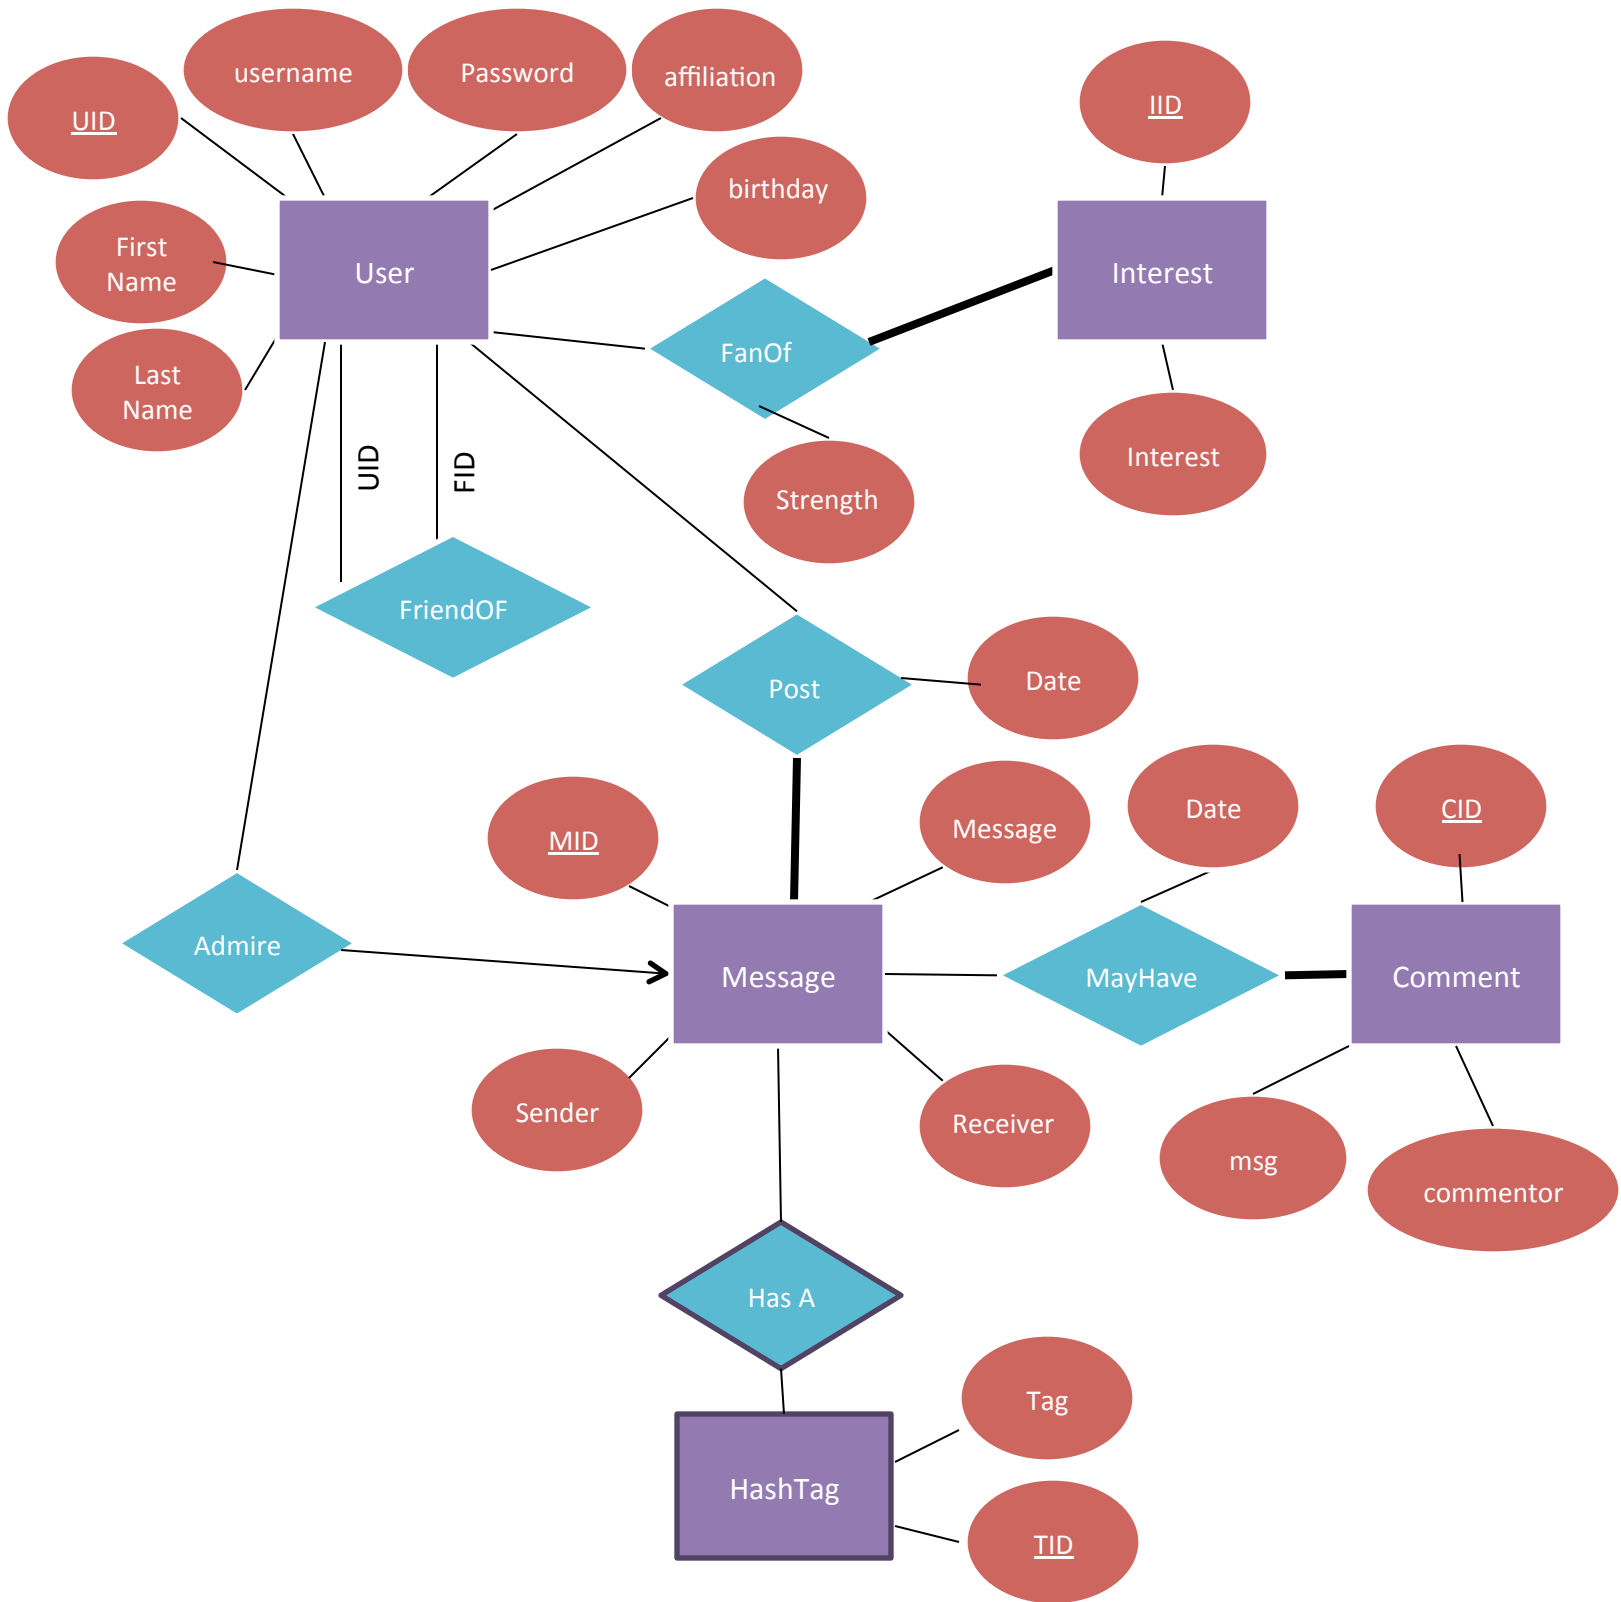 username
Password
affiliation
UID
IID
birthday
First
Name
User
Interest
FanOf
Last
Name
UID
FID
Interest
Strength
FriendOF
Post
Date
MID
Message
Date
CID
Admire
Message
MayHave
Comment
Sender
Receiver
msg
commentor
Has A
Tag
HashTag
TID